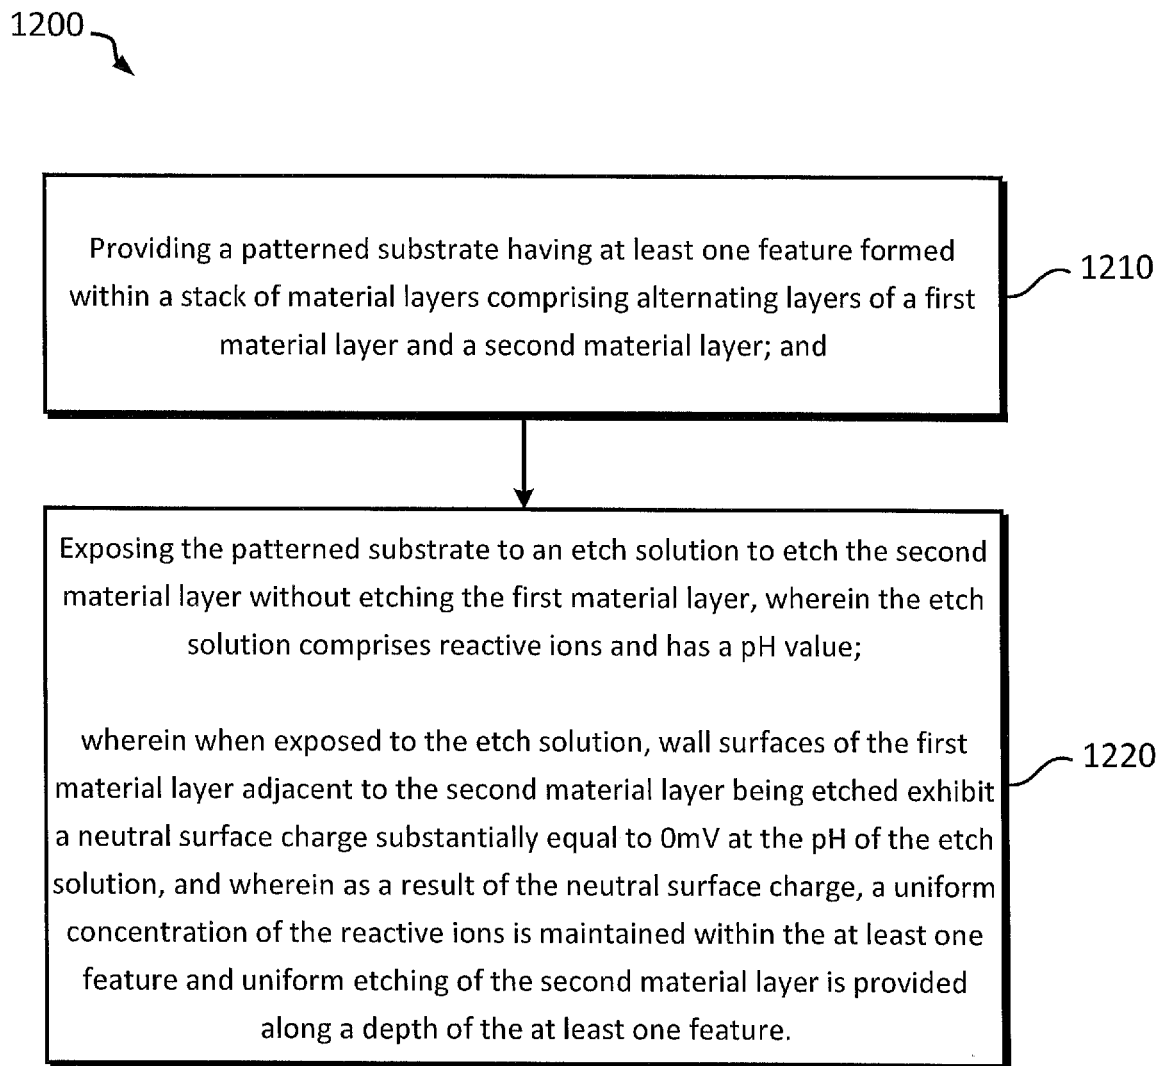 1200
Providing a patterned substrate having at least one feature formed
within a stack of material layers comprising alternating layers of a first
material layer and a second material layer; and
1210
Exposing the patterned substrate to an etch solution to etch the second
material layer without etching the first material layer, wherein the etch
solution comprises reactive ions and has a pH value;
wherein when exposed to the etch solution, wall surfaces of the first
material layer adjacent to the second material layer being etched exhibit
a neutral surface charge substantially equal to 0mV at the pH of the etch
solution, and wherein as a result of the neutral surface charge, a uniform
concentration of the reactive ions is maintained within the at least one
feature and uniform etching of the second material layer is provided
along a depth of the at least one feature.
1220